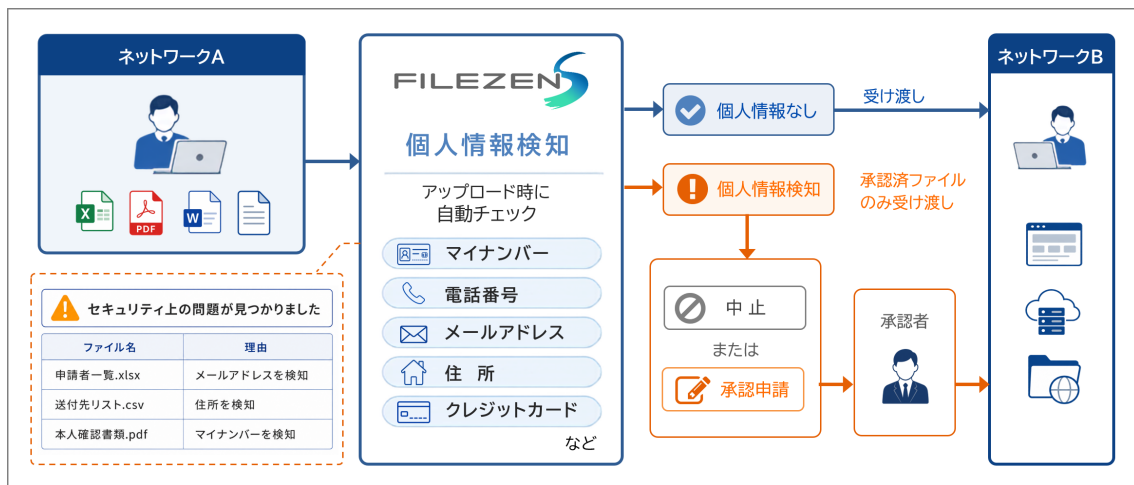 ネットワークA
PDF
セキュリティ上の問題が見つかりました
ファイル名 理由
申請者一覧.xlsx メールアドレスを検知
送付先リスト.csv 住所を検知
本人確認書類.pdf マイナンバーを検知
FILEZEN S
個人情報検知
アップロード時に
自動チェック
マイナンバー
電話番号
メールアドレス
住所
クレジットカード
など
個人情報なし
受け渡し
個人情報検知
承認済ファイル
のみ受け渡し
中止
または
承認申請
承認者
ネットワークB
X
W